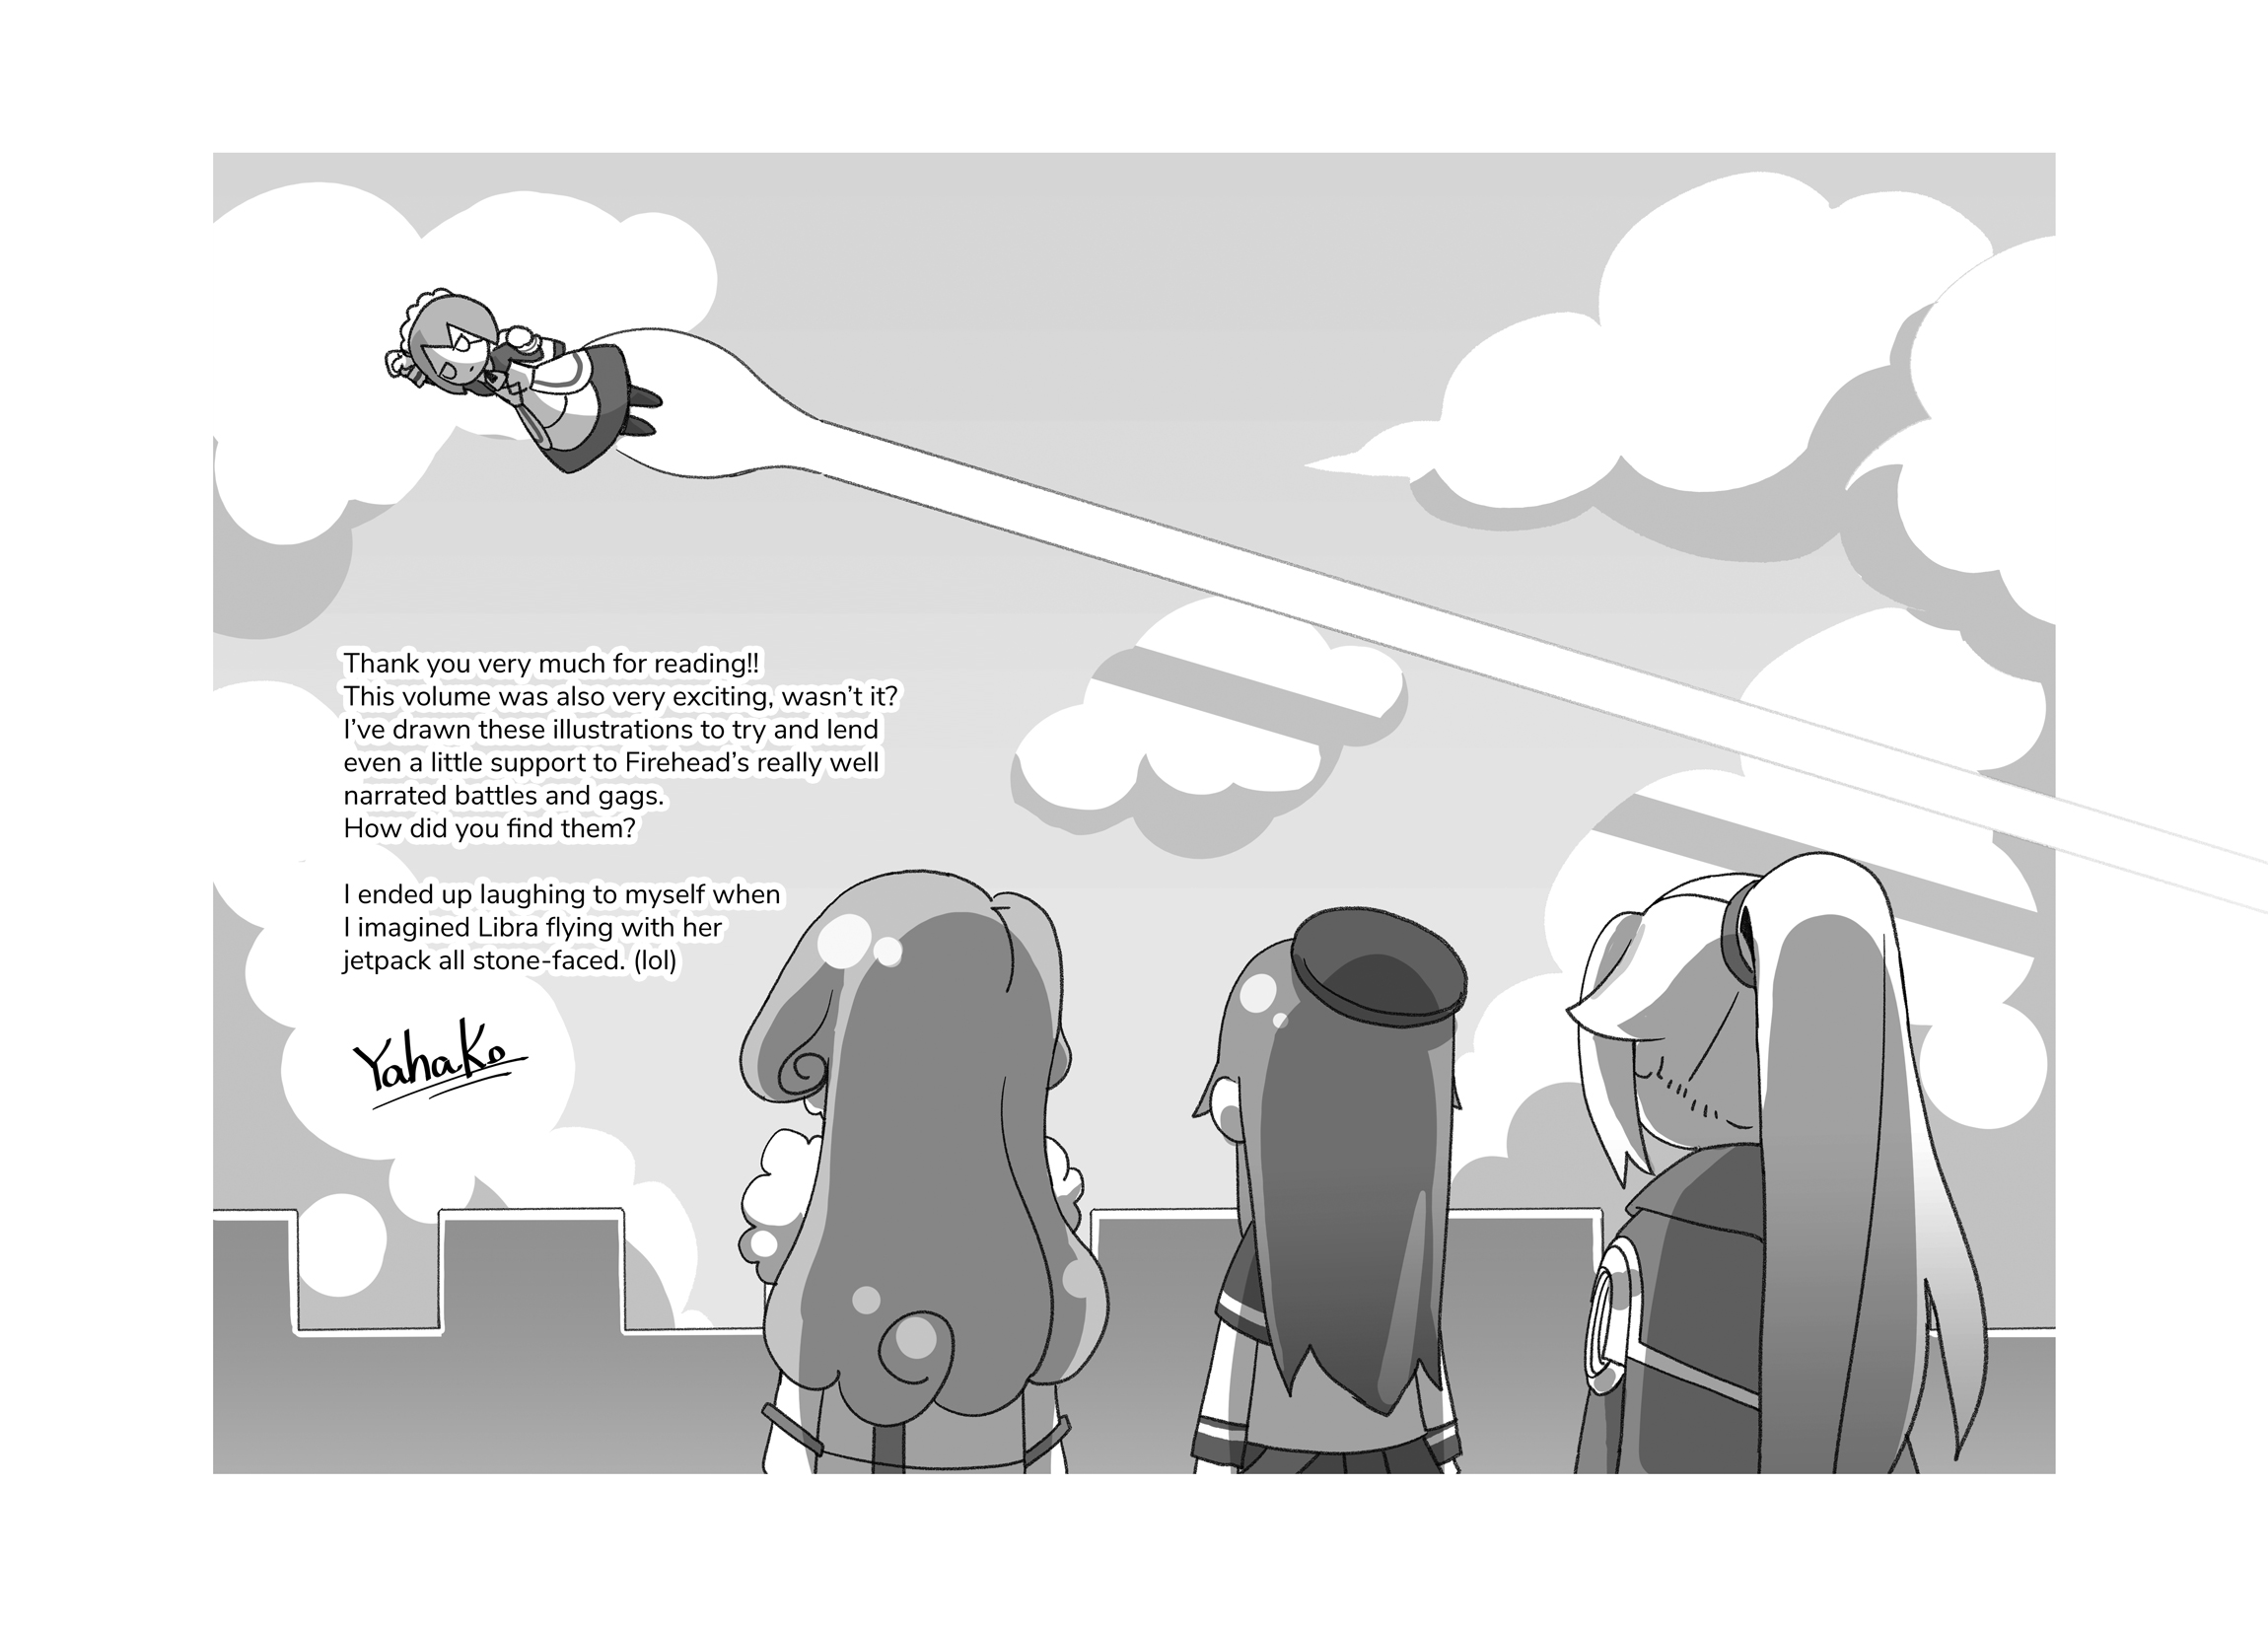 Thank you very much for reading!!
This volume was also very exciting, wasn't it?
I've drawn these illustrations to try and lend
even a little support to Firehead's really well
narrated battles and gags.
How did you find them?
I ended up laughing to myself when
I imagined Libra flying with her
jetpack all stone-faced. (lol)
YahaKo